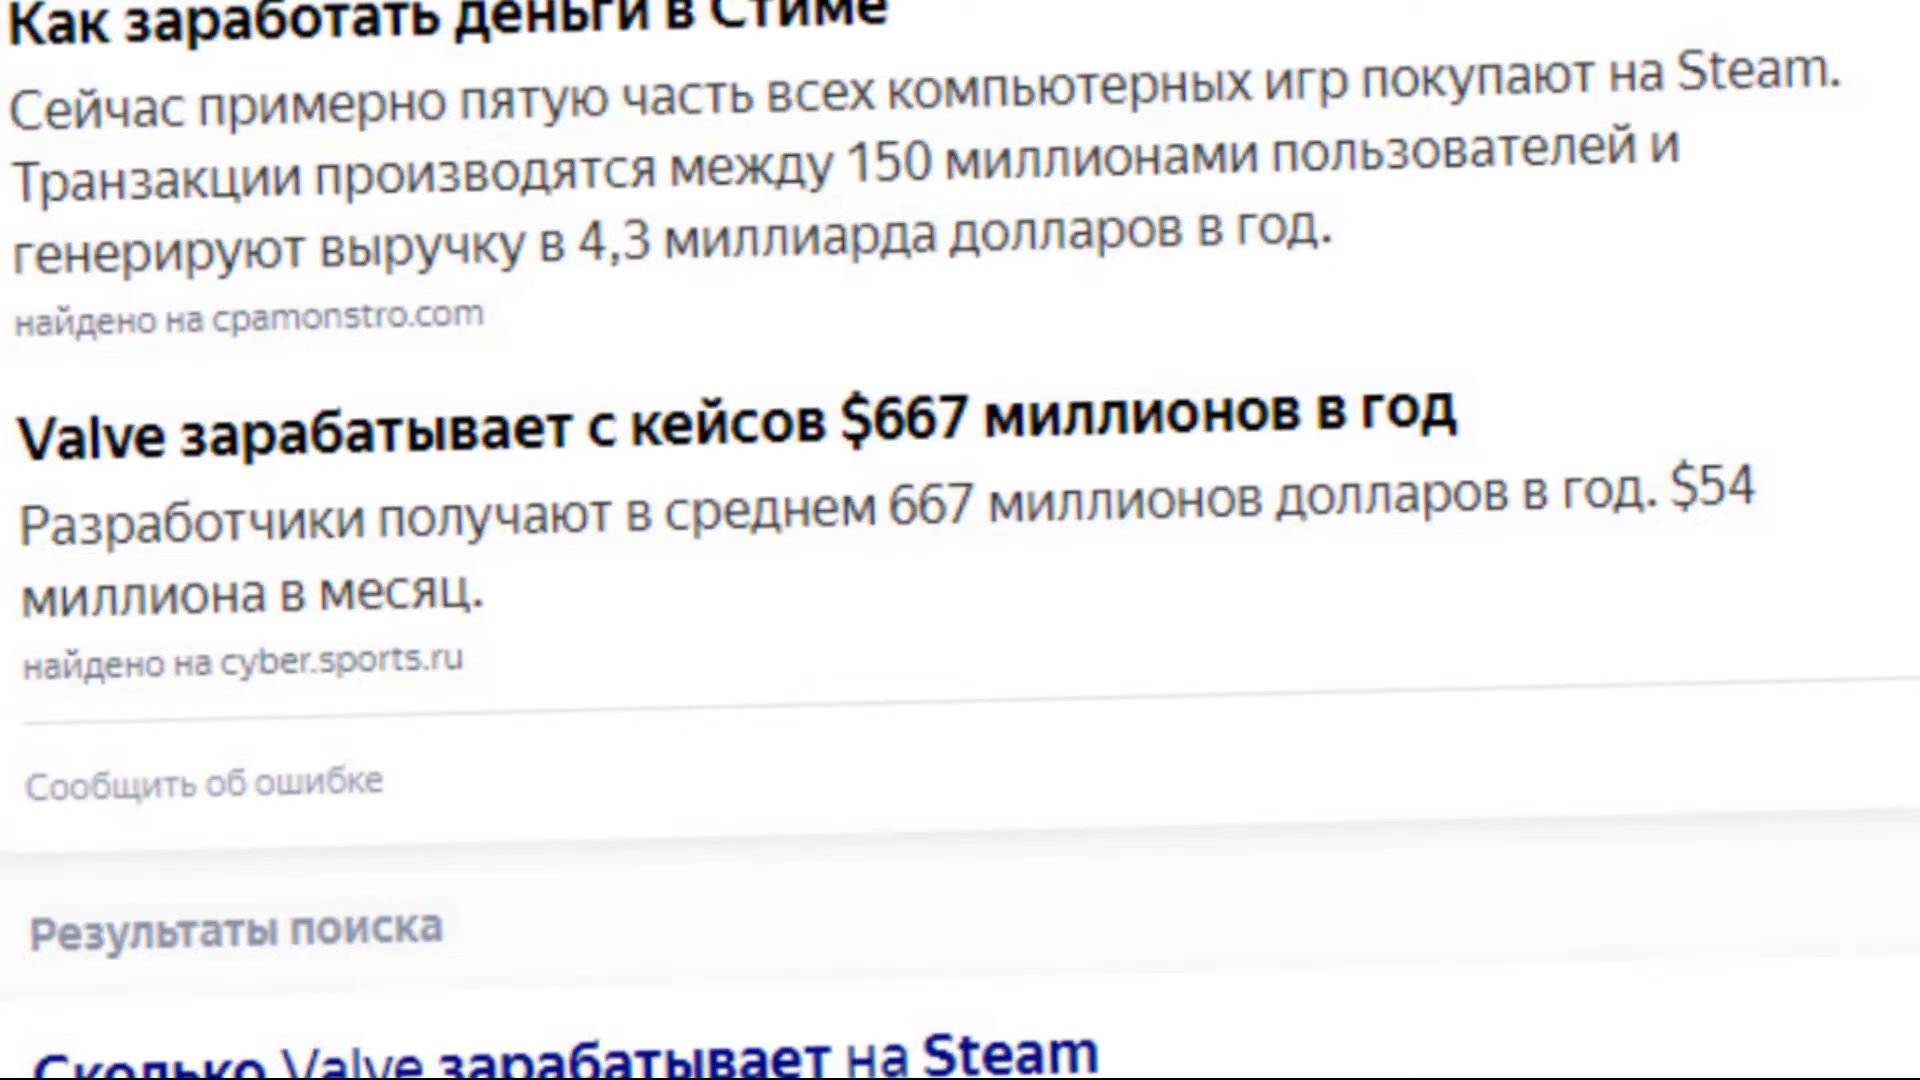 Как заработать деньги в Стиме
Сейчас примерно пятую часть всех компьютерных игр покупают на Steam.
Транзакции производятся между 150 миллионами пользователей и
генерируют выручку в 4,3 миллиарда долларов в год.
найдено на cpamonstro.com
Valve зарабатывает с кейсов $667 миллионов в год
Разработчики получают в среднем 667 миллионов долларов в год. $54
миллиона в месяц.
найдено на cyber.sports.ru
Сообщить об ошибке
Результаты поиска
Сколько Valve зарабатывает на Steam